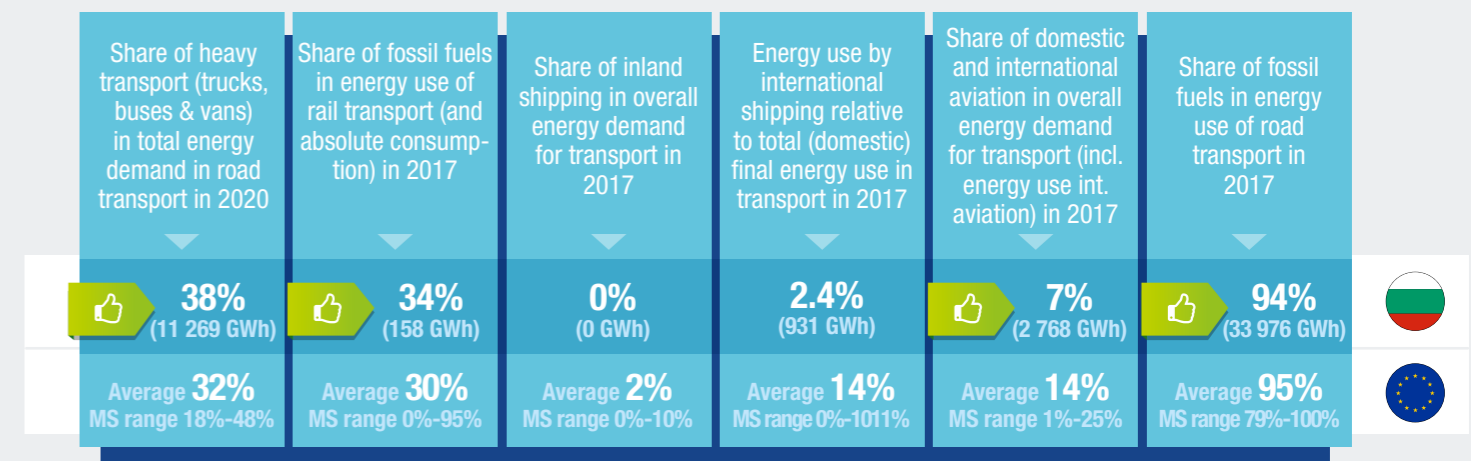 Share of heavy
transport (trucks,
buses & vans)
in total energy
demand in road
transport in 2020
Share of fossil fuels
in energy use of
rail transport (and
absolute consump-
tion) in 2017
Share of inland
shipping in overall
energy demand
for transport in
2017
Energy use by
international
shipping relative
to total (domestic)
final energy use in
transport in 2017
Share of domestic
and international
aviation in overall
energy demand
for transport (incl.
energy use int.
aviation) in 2017
Share of fossil
fuels in energy
use of road
transport in
2017
38%
(11 269 GWh)
34%
(158 GWh)
0%
(0 GWh)
2.4%
(931 GWh)
7%
(2 768 GWh)
94%
(33 976 GWh)
Average 32%
MS range 18%-48%
Average 30%
MS range 0%-95%
Average 2%
MS range 0%-10%
Average 14%
MS range 0%-1011%
Average 14%
MS range 1%-25%
Average 95%
MS range 79%-100%